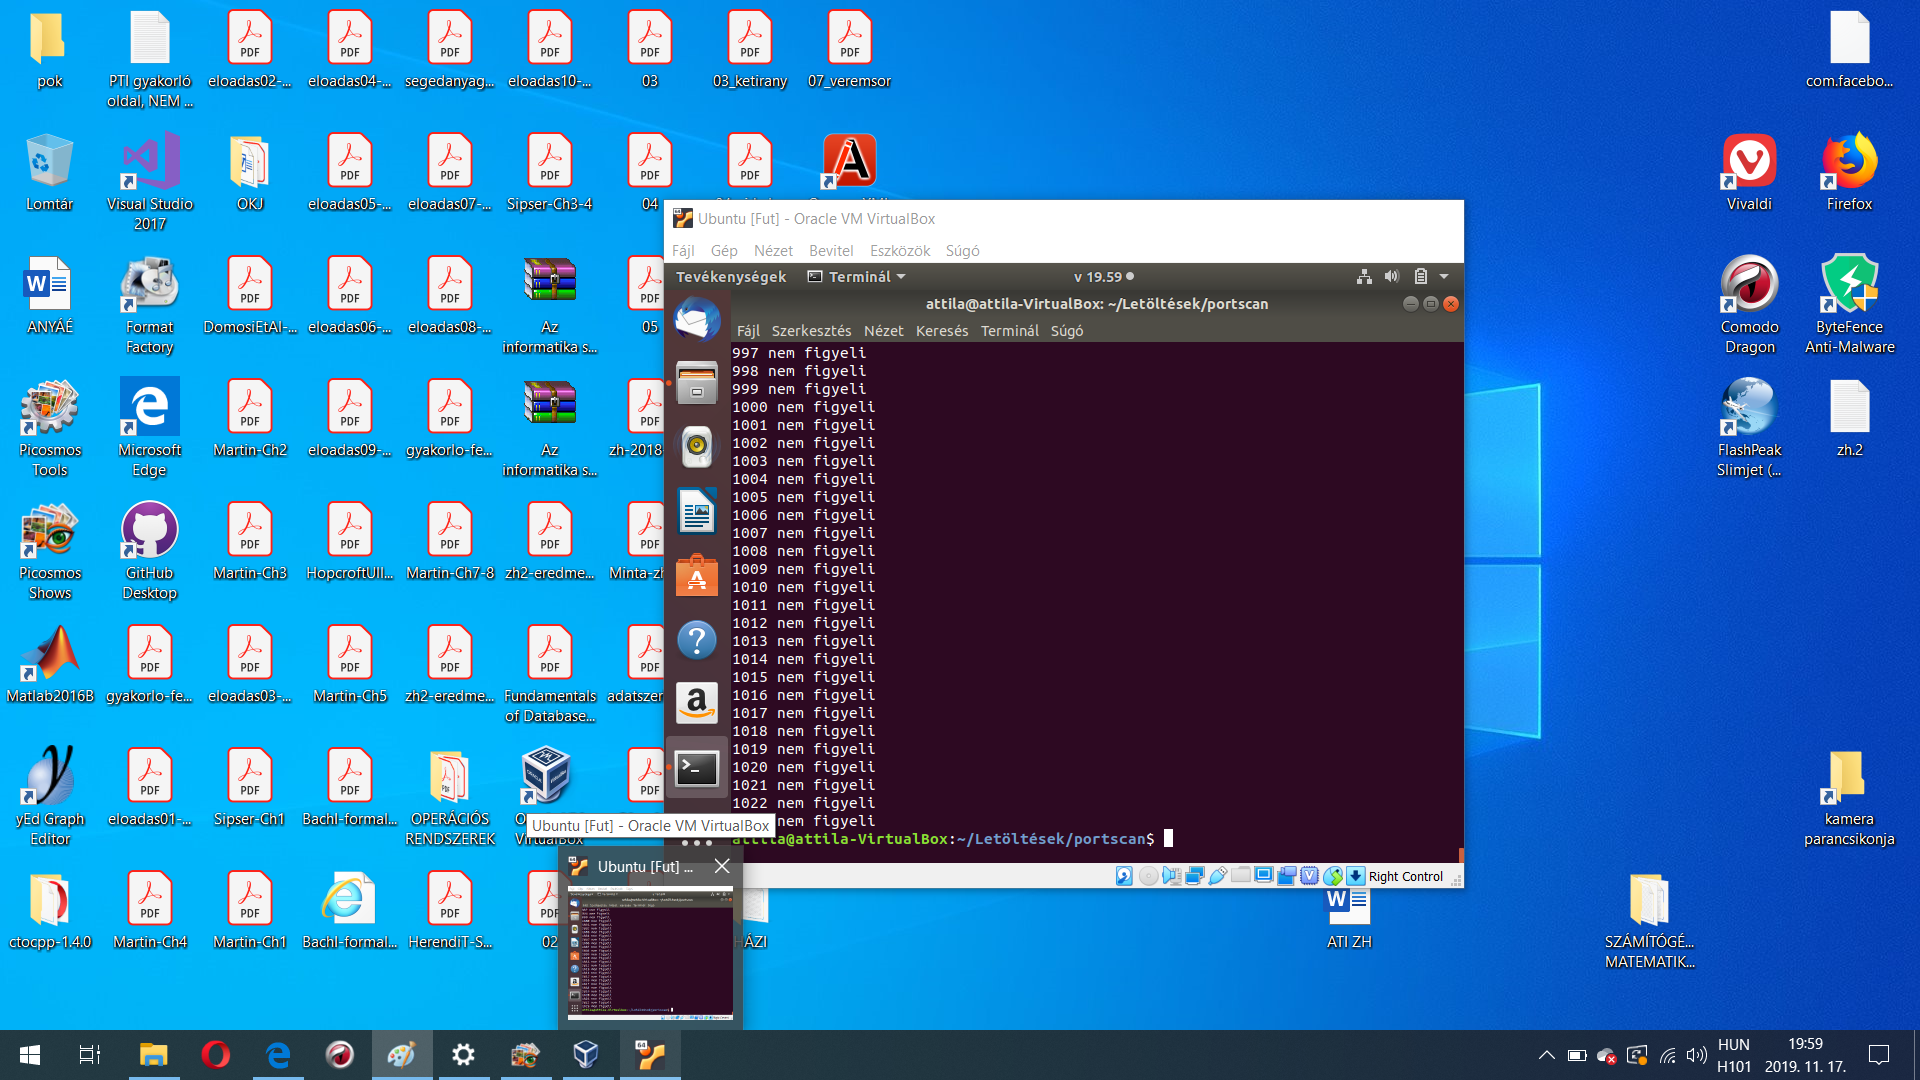 pok
PTI gyakorló
oldal, NEM ...
eloadas02-...
eloadas04-...
segedanyag...
eloadas10-...
03
03_ketirany
07_veremsor
com.facebo...
Lomtár
Visual Studio
2017
OKJ
eloadas05-...
eloadas07-...
Sipser-Ch3-4
04
Vivaldi
Firefox
ANYÁÉ
Format
Factory
DomosiEtAl-...
eloadas06-...
eloadas08-...
Az
informatika s...
05
Comodo
Dragon
ByteFence
Anti-Malware
Picosmos
Tools
Microsoft
Edge
Martin-Ch2
eloadas09-...
gyakorlo-fe...
Az
informatika s...
zh-2018
FlashPeak
Slimjet (...
zh.2
Picosmos
Shows
GitHub
Desktop
Martin-Ch3
HopcroftUll...
Martin-Ch7-8
zh2-eredme...
Minta-zh
Matlab2016B
gyakorlo-fe...
eloadas03-...
Martin-Ch5
zh2-eredme...
Fundamentals
of Database...
adatszer
yEd Graph
Editor
eloadas01-...
Sipser-Ch1
Bachl-formal...
OPERÁCIÓS
RENDSZEREK
VirtualBox
kamera
parancsikonja
ctocpp-1.4.0
Martin-Ch4
Martin-Ch1
Bachl-formal...
HerendiT-S...
02
HÁZI
ATI ZH
SZÁMÍTÓGÉ...
MATEMATIK...
Ubuntu [Fut] - Oracle VM VirtualBox
Fájl Gép Nézet Bevitel Eszközök Súgó
Tevékenységek Terminál v 19.59
attila@attila-VirtualBox: ~/Letöltések/portscan
Fájl Szerkesztés Nézet Keresés Terminál Súgó
997 nem figyeli
998 nem figyeli
999 nem figyeli
1000 nem figyeli
1001 nem figyeli
1002 nem figyeli
1003 nem figyeli
1004 nem figyeli
1005 nem figyeli
1006 nem figyeli
1007 nem figyeli
1008 nem figyeli
1009 nem figyeli
1010 nem figyeli
1011 nem figyeli
1012 nem figyeli
1013 nem figyeli
1014 nem figyeli
1015 nem figyeli
1016 nem figyeli
1017 nem figyeli
1018 nem figyeli
1019 nem figyeli
1020 nem figyeli
1021 nem figyeli
1022 nem figyeli
nem figyeli
attila@attila-VirtualBox:~/Letöltések/portscan$
Right Control
Ubuntu [Fut] - Oracle VM VirtualBox
Ubuntu [Fut] ...
HUN
H101
19:59
2019. 11. 17.